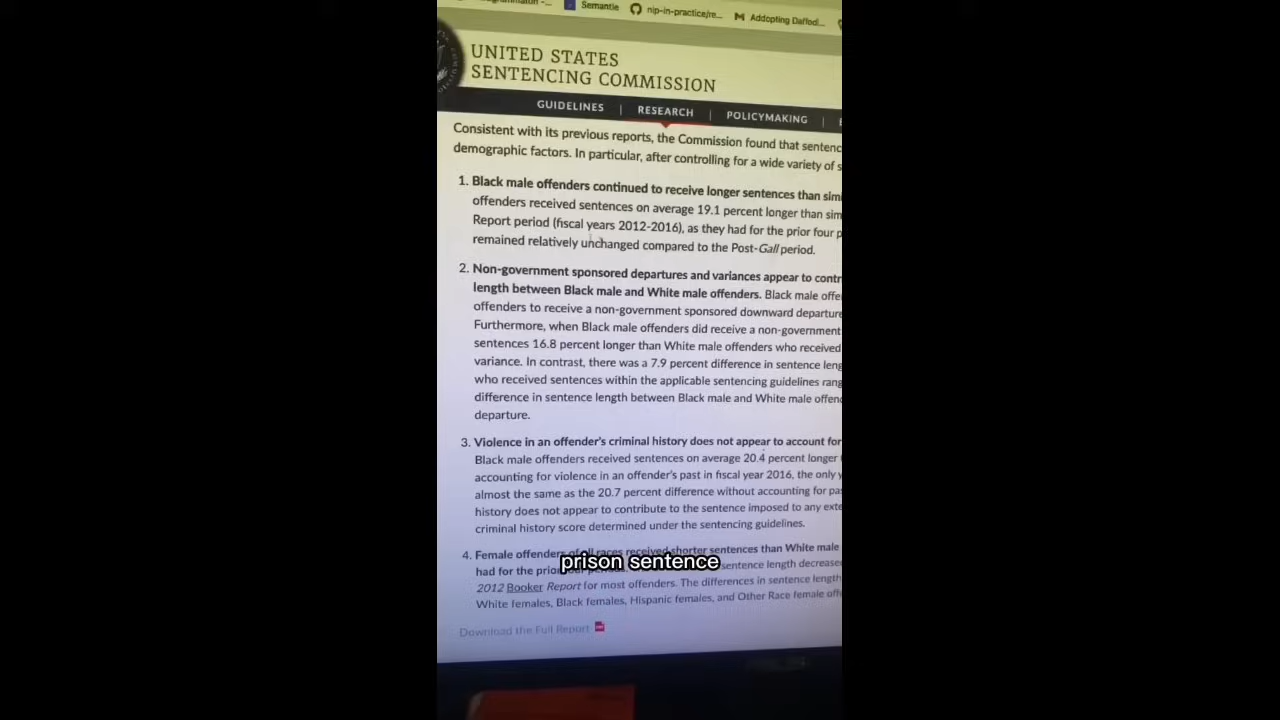 Semantie
nip-in-practice/re...
Addopting Daffodi...
UNITED STATES
SENTENCING COMMISSION
GUIDELINES | RESEARCH | POLICYMAKING |
Consistent with its previous reports, the Commission found that sentenc
demographic factors. In particular, after controlling for a wide variety of s
1. Black male offenders continued to receive longer sentences than simi
offenders received sentences on average 19.1 percent longer than sim
Report period (fiscal years 2012-2016), as they had for the prior four p
remained relatively unchanged compared to the Post-Gall period.
2. Non-government sponsored departures and variances appear to contr
length between Black male and White male offenders. Black male offe
offenders to receive a non-government sponsored downward departure
Furthermore, when Black male offenders did receive a non-government
sentences 16.8 percent longer than White male offenders who received
variance. In contrast, there was a 7.9 percent difference in sentence leng
who received sentences within the applicable sentencing guidelines rang
difference in sentence length between Black male and White male offend
departure.
3. Violence in an offender's criminal history does not appear to account for
Black male offenders received sentences on average 20.4 percent longer
accounting for violence in an offender's past in fiscal year 2016, the only y
almost the same as the 20.7 percent difference without accounting for pa
history does not appear to contribute to the sentence imposed to any exte
criminal history score determined under the sentencing guidelines.
4. Female offenders of all races received shorter sentences than White male
had for the prior
sentence length decrease
prison sentence
2012 Booker Report for most offenders. The differences in sentence length
White females, Black females, Hispanic females, and Other Race female offe
Download the Full Report